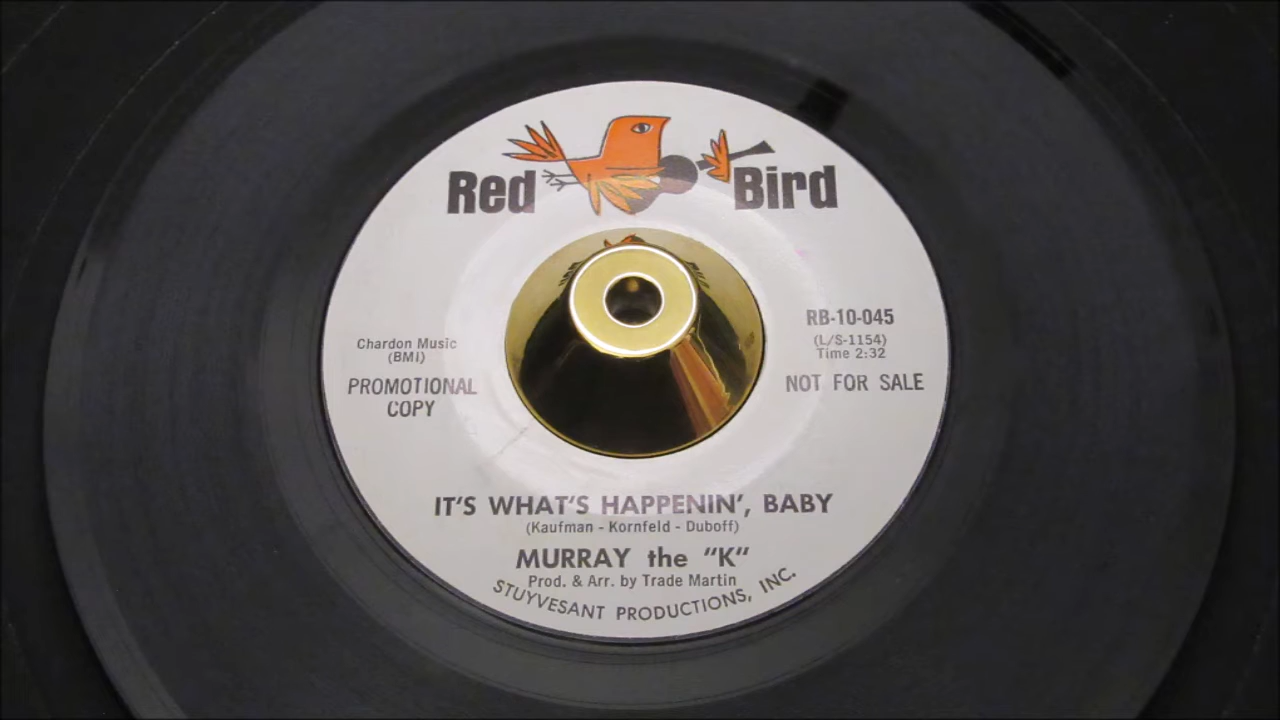 Red Bird
RB-10-045
(L/S-1154)
Time 2:32
NOT FOR SALE
Chardon Music
(BMI)
PROMOTIONAL
COPY
IT'S WHAT'S HAPPENIN', BABY
(Kaufman - Kornfeld - Duboff)
MURRAY the "K"
Prod. & Arr. by Trade Martin
STUYVESANT PRODUCTIONS, INC.